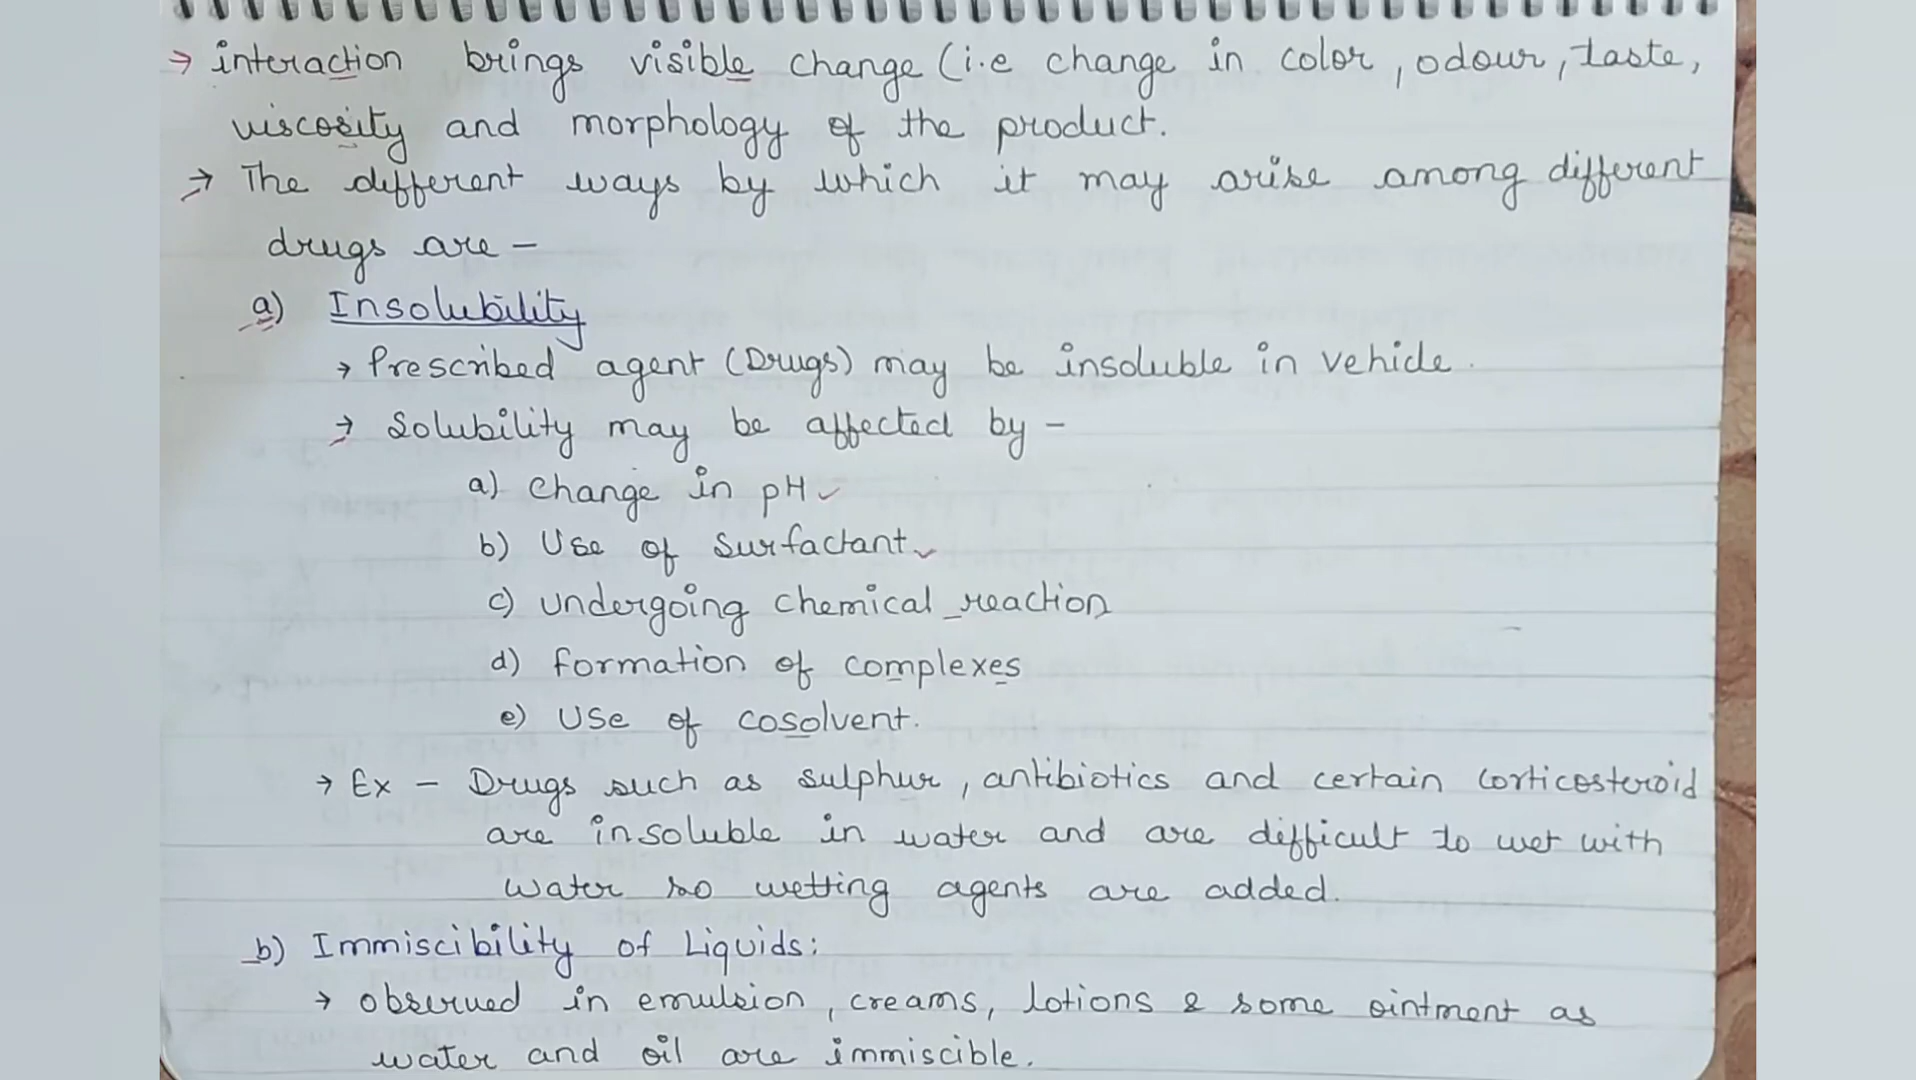 → interaction brings visible change (i.e change in color, odour, taste,
viscosity and morphology of the product.
→ The different ways by which it may arise among different
drugs are -
a) Insolubility
→ Prescribed agent (Drugs) may be insoluble in vehicle.
→ Solubility may be affected by -
a) change in pH
b) Use of Surfactant
c) undergoing chemical reaction
d) formation of complexes
e) Use of cosolvent.
→ Ex - Drugs such as sulphur, antibiotics and certain corticosteroid
are insoluble in water and are difficult to wet with
water so wetting agents are added.
b) Immiscibility of Liquids:
→ observed in emulsion, creams, lotions & some ointment as
water and oil are immiscible.